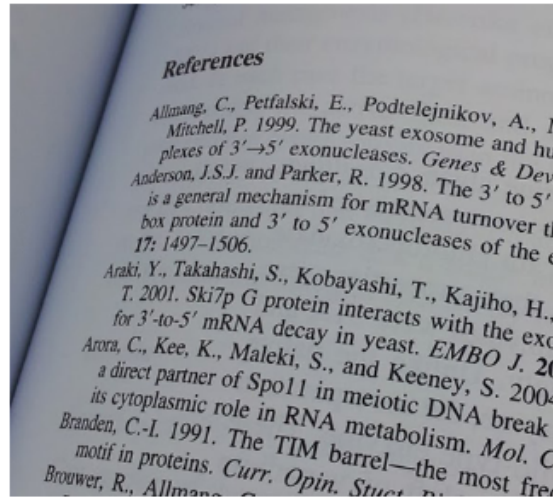 References
Allmang, C., Petfalski, E., Podtelejnikov, A.,
Mitchell, P. 1999. The yeast exosome and hu
plexes of 3′→5′ exonucleases. Genes & Dev
Anderson, J.S.J. and Parker, R. 1998. The 3′ to 5′
is a general mechanism for mRNA turnover th
box protein and 3′ to 5′ exonucleases of the e
17: 1497–1506.
Araki, Y., Takahashi, S., Kobayashi, T., Kajiho, H.,
T. 2001. Ski7p G protein interacts with the exo
for 3′-to-5′ mRNA decay in yeast. EMBO J. 20
Arora, C., Kee, K., Maleki, S., and Keeney, S. 2004
a direct partner of Spo11 in meiotic DNA break
its cytoplasmic role in RNA metabolism. Mol. C
Branden, C.-I. 1991. The TIM barrel—the most fre
motif in proteins. Curr. Opin. Stuct.
Brouwer, R., Allmang,